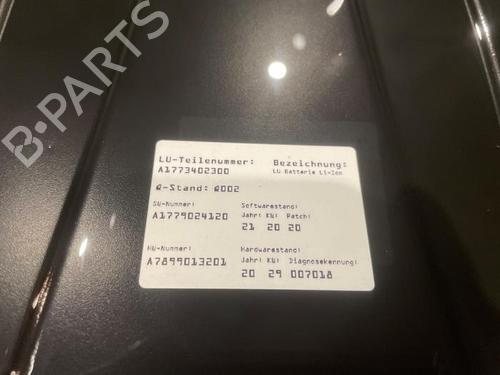 B-PARTS
LU-Teilenummer: Bezeichnung:
A1773402300 LU Batterie Li-Ion
Q-Stand: Q002
SW-Nummer: Softwarestand:
A1779024120 Jahr: KW: Patch:
21 20 20
HW-Nummer: Hardwarestand:
A7899013201 Jahr: KW: Diagnosekennung:
20 29 007018